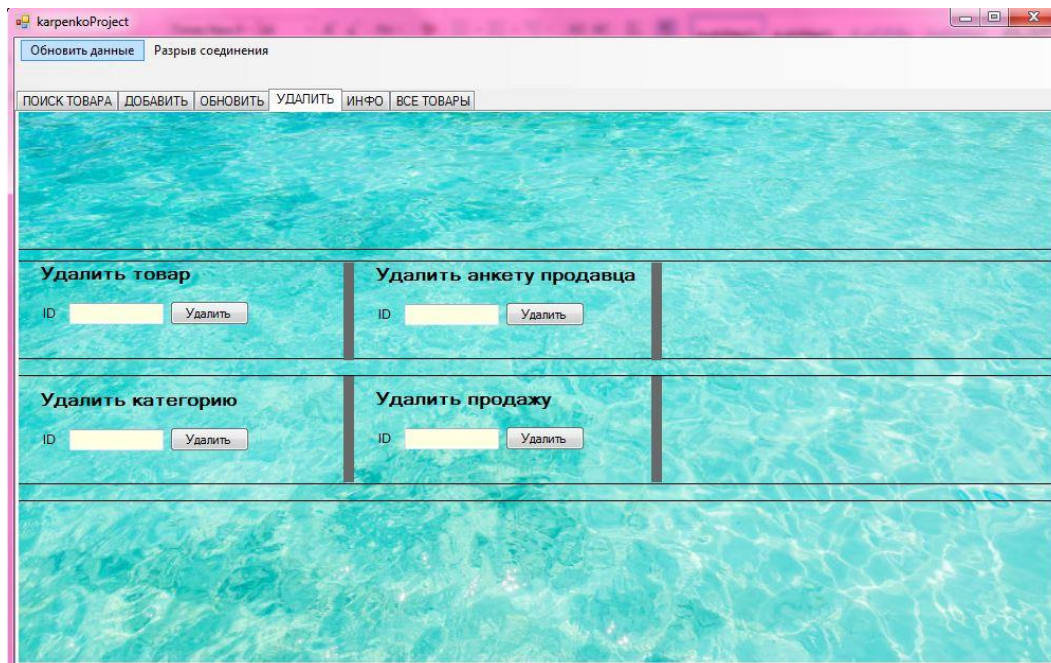 karpenkoProject
Обновить данные Разрыв соединения
ПОИСК ТОВАРА ДОБАВИТЬ ОБНОВИТЬ УДАЛИТЬ ИНФО ВСЕ ТОВАРЫ
Удалить товар
ID Удалить
Удалить анкету продавца
ID Удалить
Удалить категорию
ID Удалить
Удалить продажу
ID Удалить